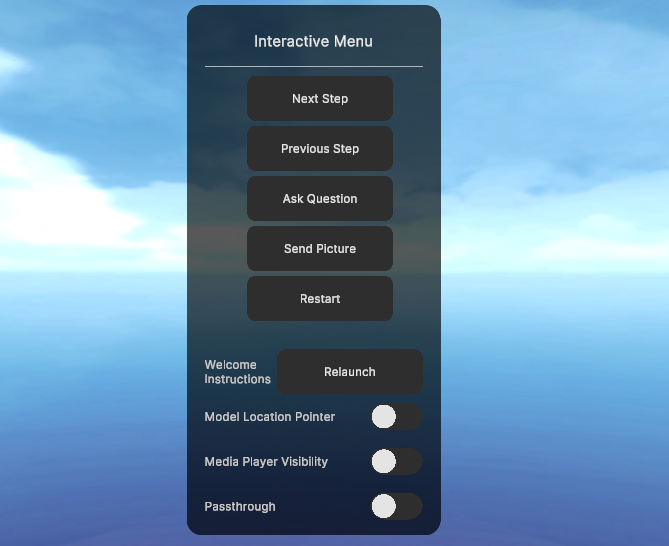 Interactive Menu
Next Step
Previous Step
Ask Question
Send Picture
Restart
Welcome
Instructions
Relaunch
Model Location Pointer
Media Player Visibility
Passthrough